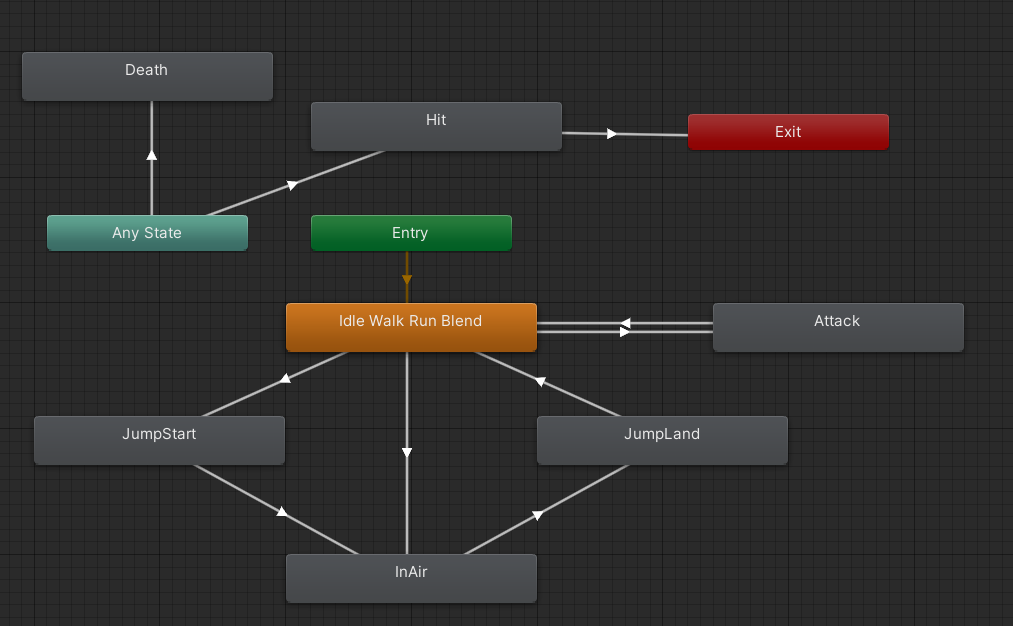 Death
Hit
Exit
Any State
Entry
Idle Walk Run Blend
Attack
JumpStart
JumpLand
InAir